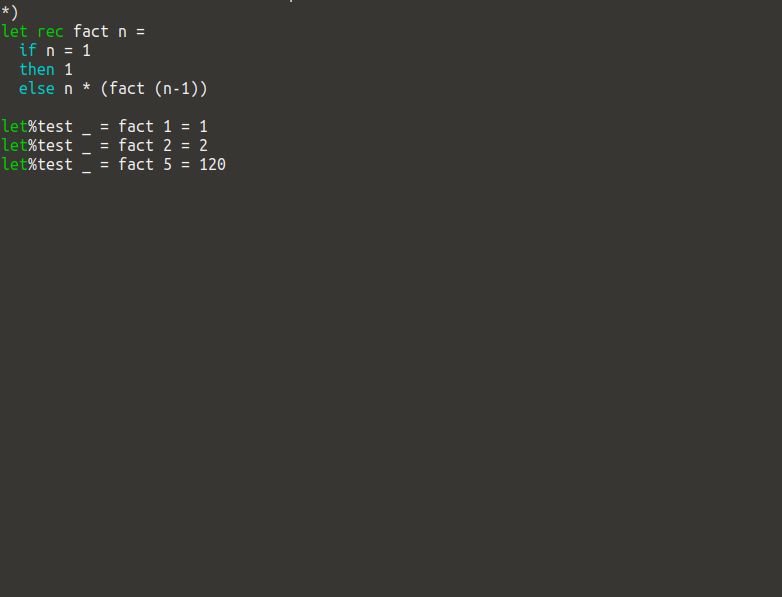 *)
let rec fact n =
  if n = 1
  then 1
  else n * (fact (n-1))

let%test _ = fact 1 = 1
let%test _ = fact 2 = 2
let%test _ = fact 5 = 120